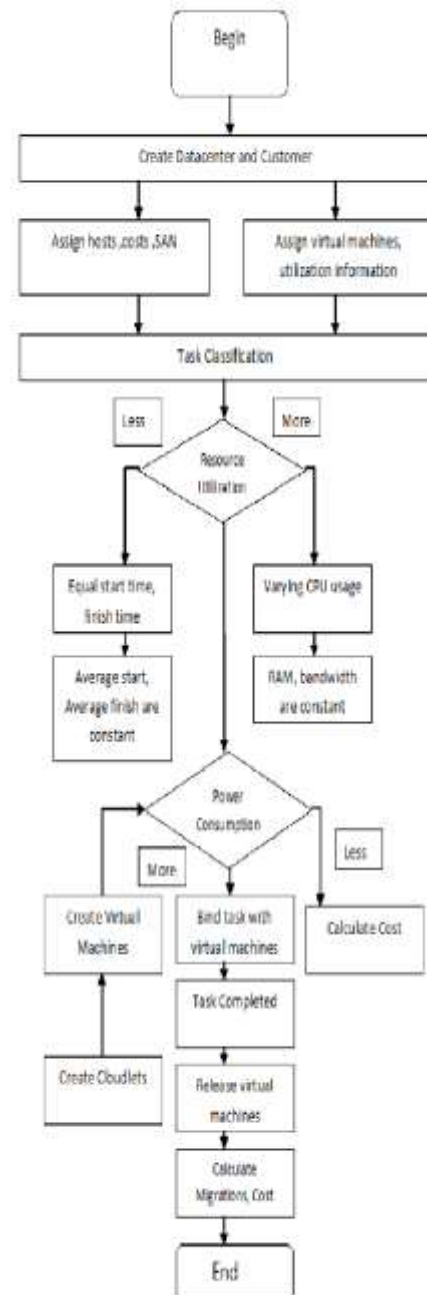 Begin
Create Datacenter and Customer
Assign hosts ,costs ,SAN
Assign virtual machines,
utilization information
Task Classification
Less
More
Resource
Utilization
Equal start time,
finish time
Varying CPU usage
Average start,
Average finish are
constant
RAM, bandwidth
are constant
Power
Consumption
More
Less
Create Virtual
Machines
Bind task with
virtual machines
Calculate Cost
Task Completed
Create Cloudlets
Release virtual
machines
Calculate
Migrations, Cost
End